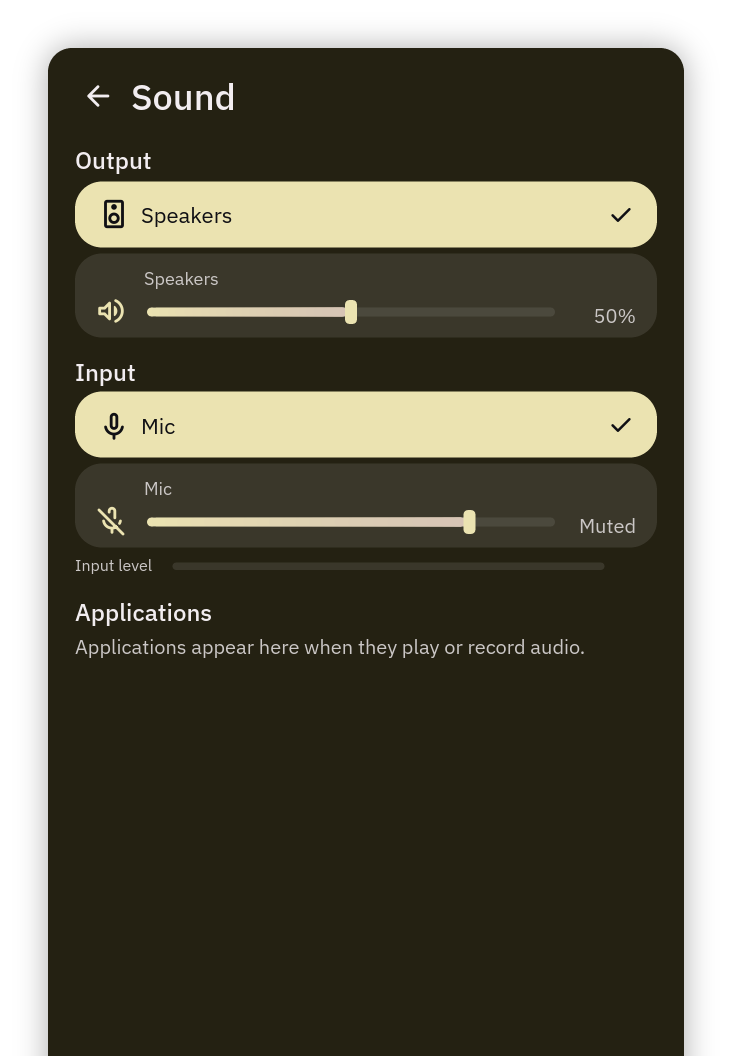 Sound
Output
Speakers
Speakers
50%
Input
Mic
Mic
Muted
Input level
Applications
Applications appear here when they play or record audio.